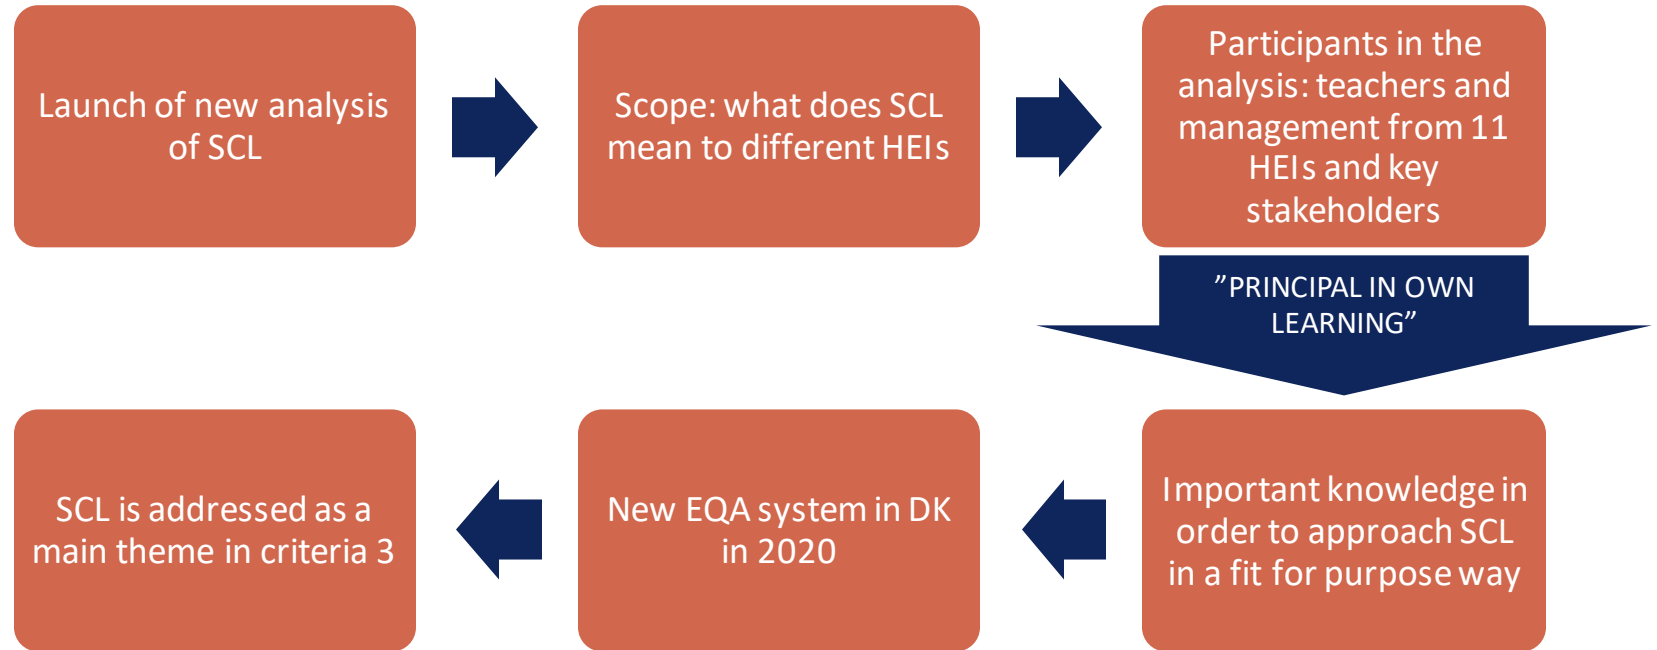 Launch of new analysis
of SCL
Scope: what does SCL
mean to different HEIs
Participants in the
analysis: teachers and
management from 11
HEIs and key
stakeholders
”PRINCIPAL IN OWN
LEARNING”
Important knowledge in
order to approach SCL
in a fit for purpose way
New EQA system in DK
in 2020
SCL is addressed as a
main theme in criteria 3